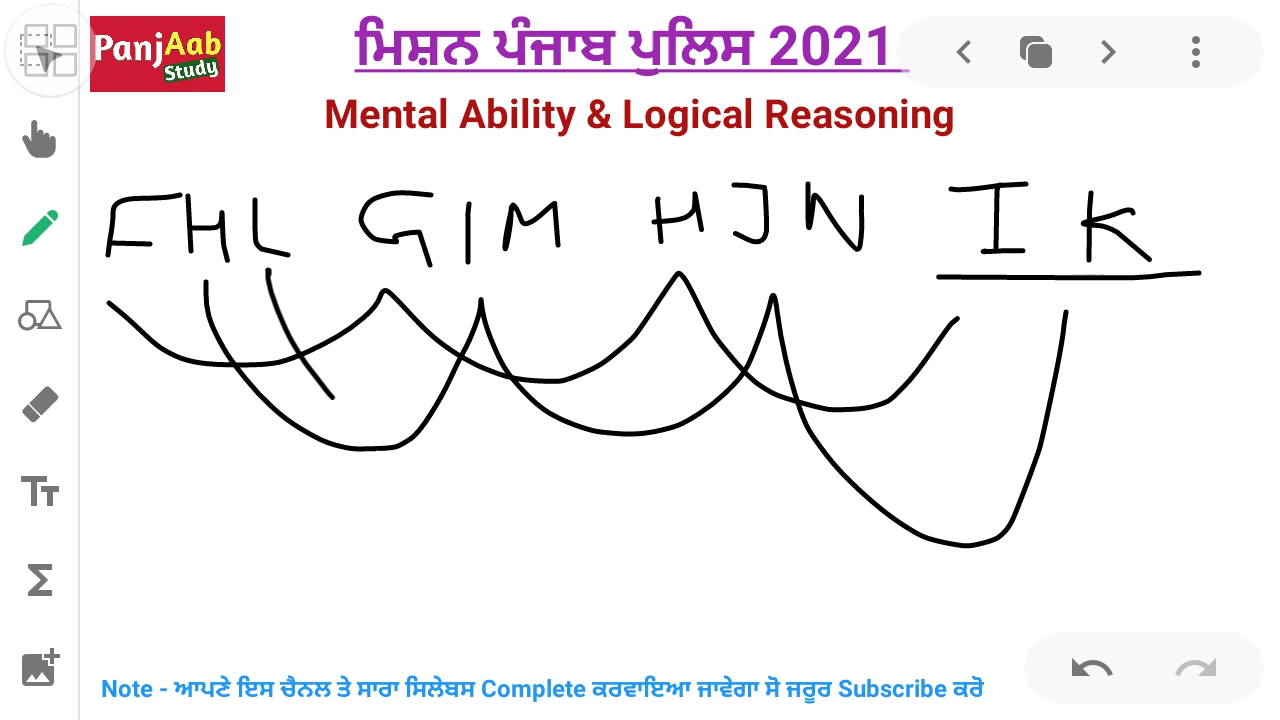 PanjAab
Study
ਮਿਸ਼ਨ ਪੰਜਾਬ ਪੁਲਿਸ 2021
Mental Ability & Logical Reasoning
FHL GIM HJN IK
TT
Σ
Note - ਆਪਣੇ ਇਸ ਚੈਨਲ ਤੇ ਸਾਰਾ ਸਿਲੇਬਸ Complete ਕਰਵਾਇਆ ਜਾਵੇਗਾ ਸੋ ਜਰੂਰ Subscribe ਕਰੋ